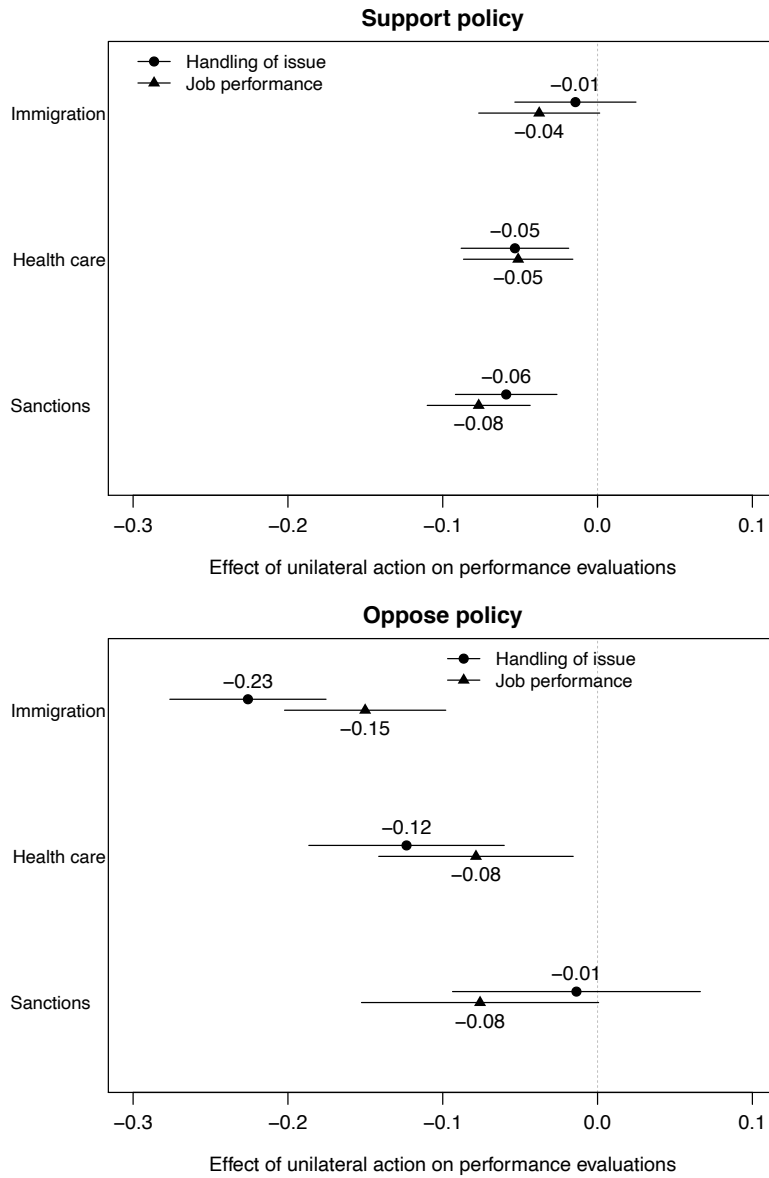 Support policy
Handling of issue
Job performance
Immigration
−0.01
−0.04
Health care
−0.05
−0.05
Sanctions
−0.06
−0.08
−0.3 −0.2 −0.1 0.0 0.1
Effect of unilateral action on performance evaluations
Oppose policy
Handling of issue
Job performance
Immigration
−0.23
−0.15
Health care
−0.12
−0.08
Sanctions
−0.01
−0.08
−0.3 −0.2 −0.1 0.0 0.1
Effect of unilateral action on performance evaluations